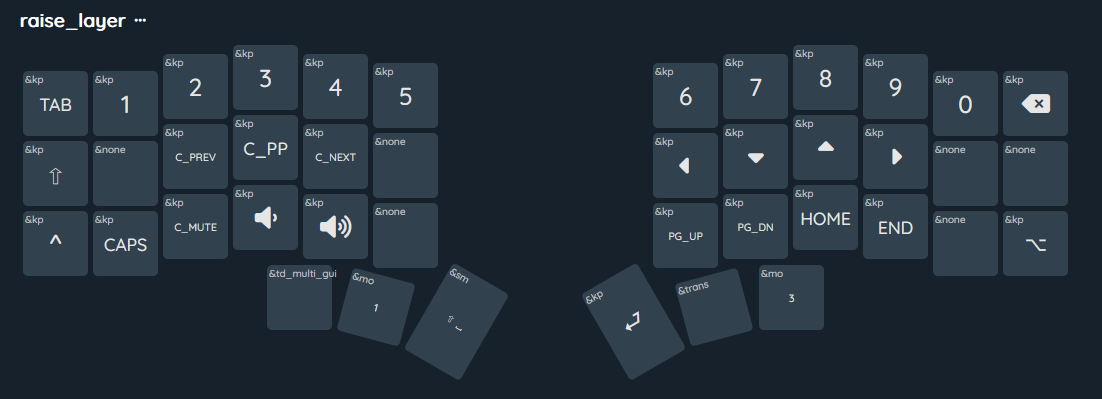 raise_layer ···
&kp &kp &kp &kp &kp &kp &kp &kp &kp &kp &kp &kp
TAB 1 2 3 4 5 6 7 8 9 0
&kp &none &kp &kp &kp &none &kp &kp &kp &kp &none &none
⇧ C_PREV C_PP C_NEXT
&kp &kp &kp &kp &kp &none &kp &kp &kp &kp &none &kp
^ CAPS C_MUTE PG_UP PG_DN HOME END ⌥
&td_multi_gui &mo &sm &kp &trans &mo
1 ⇧ ⎵ 3